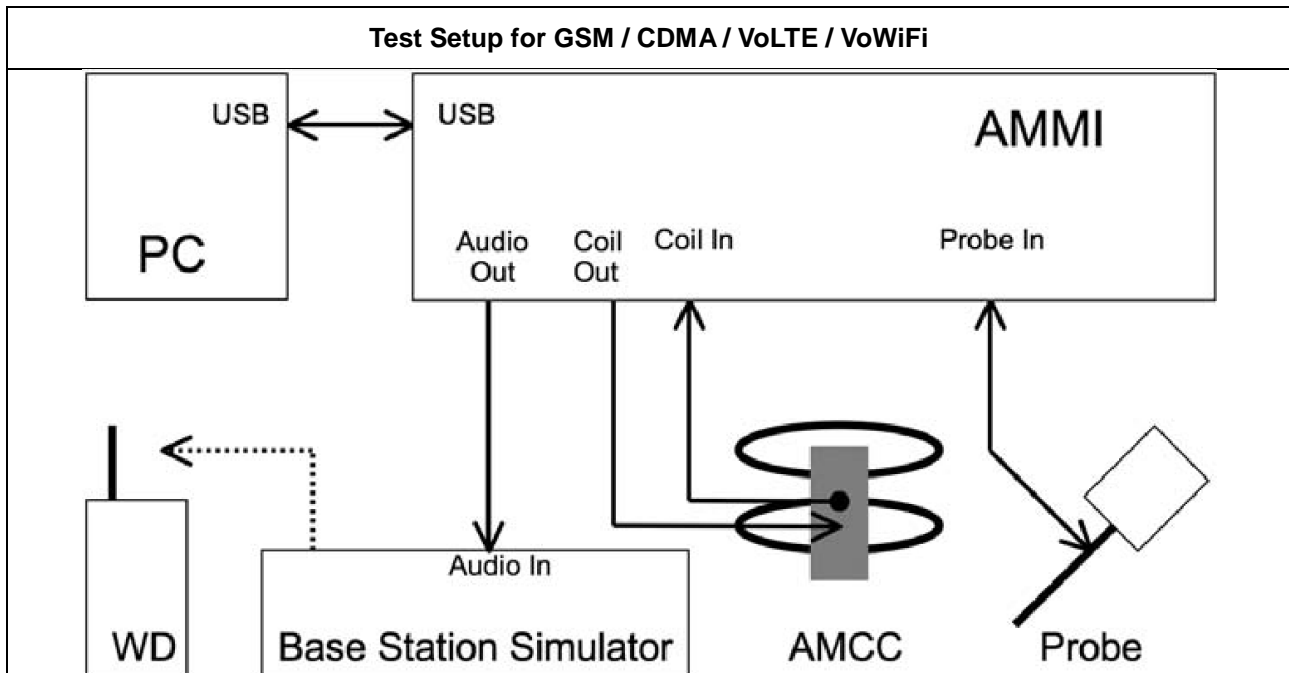 Test Setup for GSM / CDMA / VoLTE / VoWiFi
USB
USB
AMMI
PC
Audio
Out
Coil
Out
Coil In
Probe In
Audio In
WD
Base Station Simulator
AMCC
Probe